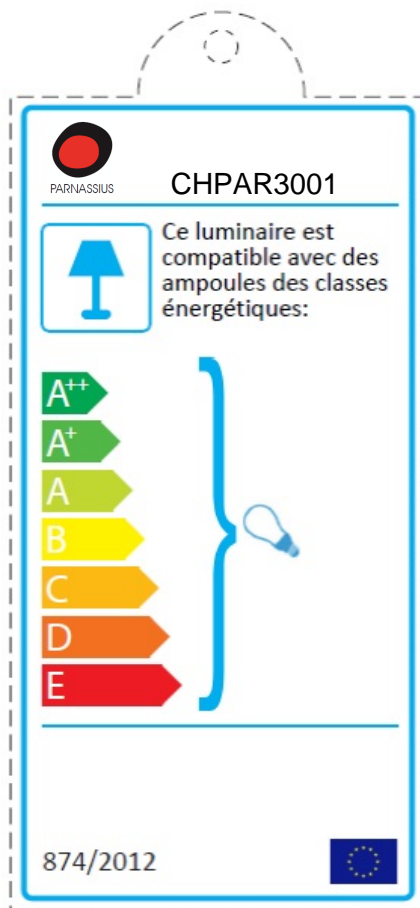 PARNASSIUS
CHPAR3001
Ce luminaire est
compatible avec des
ampoules des classes
énergétiques:
A++
A+
A
B
C
D
E
874/2012